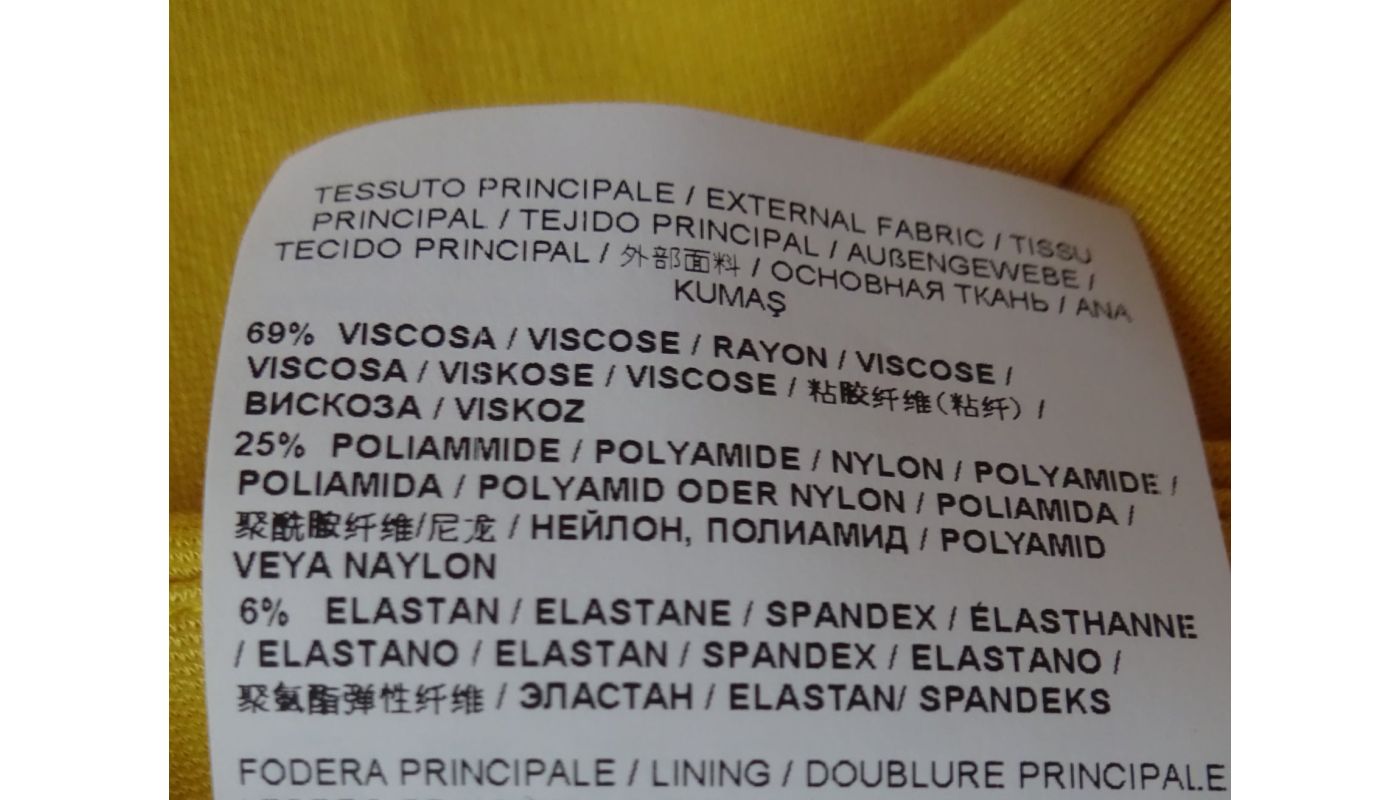 TESSUTO PRINCIPALE / EXTERNAL FABRIC / TISSU
PRINCIPAL / TEJIDO PRINCIPAL / AUßENGEWEBE /
TECIDO PRINCIPAL / 外部面料 / ОСНОВНАЯ ТКАНЬ / ANA
KUMAŞ
69% VISCOSA / VISCOSE / RAYON / VISCOSE /
VISCOSA / VISKOSE / VISCOSE / 粘胶纤维(粘纤) /
ВИСКОЗА / VISKOZ
25% POLIAMMIDE / POLYAMIDE / NYLON / POLYAMIDE /
POLIAMIDA / POLYAMID ODER NYLON / POLIAMIDA /
聚酰胺纤维/尼龙 / НЕЙЛОН, ПОЛИАМИД / POLYAMID
VEYA NAYLON
6% ELASTAN / ELASTANE / SPANDEX / ÉLASTHANNE
/ ELASTANO / ELASTAN / SPANDEX / ELASTANO /
聚氨酯弹性纤维 / ЭЛАСТАН / ELASTAN/ SPANDEKS
FODERA PRINCIPALE / LINING / DOUBLURE PRINCIPALE